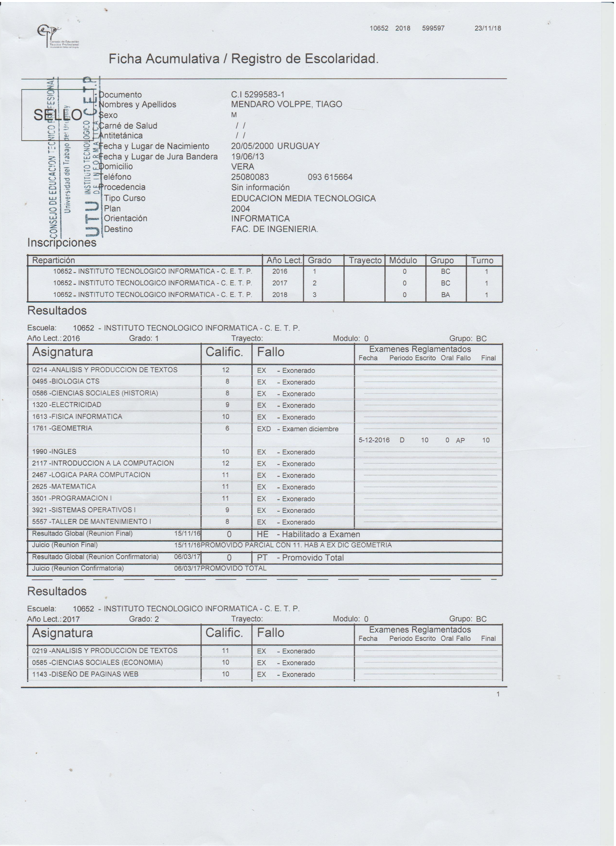 10652 2018 599597 23/11/18
Ficha Acumulativa / Registro de Escolaridad.
CONSEJO DE EDUCACION TECNICO PROFESIONAL
Universidad del Trabajo del Uruguay
UTU INSTITUTO TECNOLOGICO C.E.T.P.
DE INFORMATICA
SELLO
Documento C.I 5299583-1
Nombres y Apellidos MENDARO VOLPPE, TIAGO
Sexo M
Carné de Salud / /
Antitetánica / /
Fecha y Lugar de Nacimiento 20/05/2000 URUGUAY
Fecha y Lugar de Jura Bandera 19/06/13
Domicilio VERA
Teléfono 25080083 093 615664
Procedencia Sin información
Tipo Curso EDUCACION MEDIA TECNOLOGICA
Plan 2004
Orientación INFORMATICA
Destino FAC. DE INGENIERIA.
Inscripciones
Repartición Año Lect. Grado Trayecto Módulo Grupo Turno
10652 - INSTITUTO TECNOLOGICO INFORMATICA - C. E. T. P. 2016 1 0 BC 1
10652 - INSTITUTO TECNOLOGICO INFORMATICA - C. E. T. P. 2017 2 0 BC 1
10652 - INSTITUTO TECNOLOGICO INFORMATICA - C. E. T. P. 2018 3 0 BA 1
Resultados
Escuela: 10652 - INSTITUTO TECNOLOGICO INFORMATICA - C. E. T. P.
Año Lect.:2016 Grado: 1 Trayecto: Modulo: 0 Grupo: BC
Asignatura Calific. Fallo Examenes Reglamentados
Fecha Periodo Escrito Oral Fallo Final
0214 -ANALISIS Y PRODUCCION DE TEXTOS 12 EX - Exonerado
0495 -BIOLOGIA CTS 8 EX - Exonerado
0586 -CIENCIAS SOCIALES (HISTORIA) 8 EX - Exonerado
1320 -ELECTRICIDAD 9 EX - Exonerado
1613 -FISICA INFORMATICA 10 EX - Exonerado
1761 -GEOMETRIA 6 EXD - Examen diciembre
5-12-2016 D 10 0 AP 10
1990 -INGLES 10 EX - Exonerado
2117 -INTRODUCCION A LA COMPUTACION 12 EX - Exonerado
2467 -LOGICA PARA COMPUTACION 11 EX - Exonerado
2625 -MATEMATICA 11 EX - Exonerado
3501 -PROGRAMACION I 11 EX - Exonerado
3921 -SISTEMAS OPERATIVOS I 9 EX - Exonerado
5557 -TALLER DE MANTENIMIENTO I 8 EX - Exonerado
Resultado Global (Reunion Final) 15/11/16 0 HE - Habilitado a Examen
Juicio (Reunion Final) 15/11/16PROMOVIDO PARCIAL CON 11. HAB A EX DIC GEOMETRIA
Resultado Global (Reunion Confirmatoria) 06/03/17 0 PT - Promovido Total
Juicio (Reunion Confirmatoria) 06/03/17PROMOVIDO TOTAL
Resultados
Escuela: 10652 - INSTITUTO TECNOLOGICO INFORMATICA - C. E. T. P.
Año Lect.:2017 Grado: 2 Trayecto: Modulo: 0 Grupo: BC
Asignatura Calific. Fallo Examenes Reglamentados
Fecha Periodo Escrito Oral Fallo Final
0219 -ANALISIS Y PRODUCCION DE TEXTOS 11 EX - Exonerado
0585 -CIENCIAS SOCIALES (ECONOMIA) 10 EX - Exonerado
1143 -DISEÑO DE PAGINAS WEB 10 EX - Exonerado
1